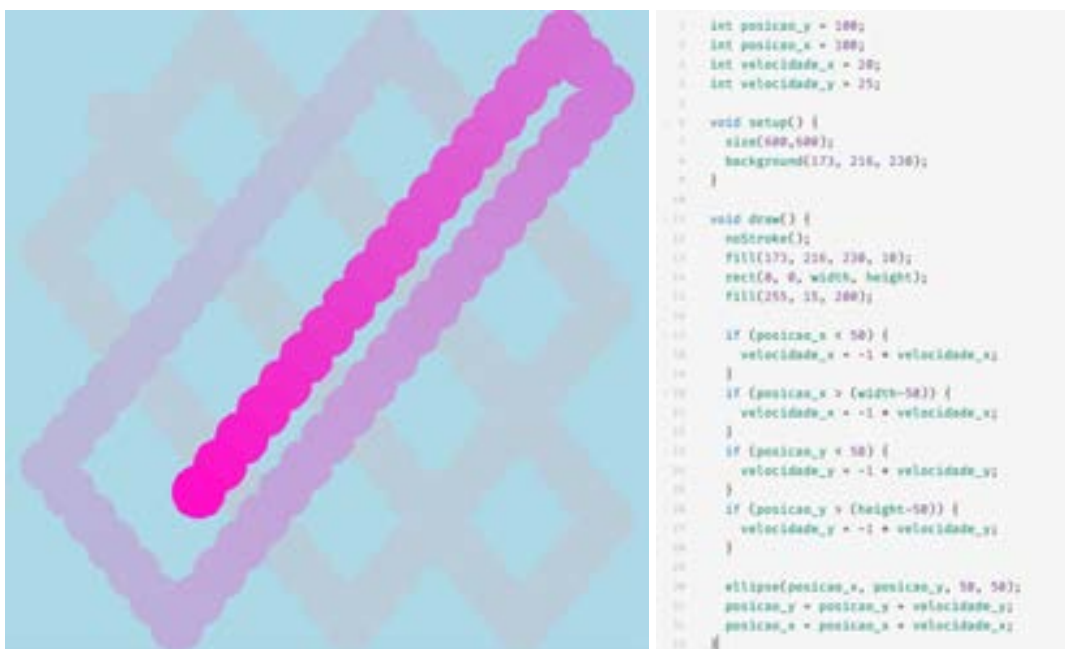 int posicao_y = 100;
int posicao_x = 100;
int velocidade_x = 20;
int velocidade_y = 25;
void setup() {
size(600,600);
background(173, 216, 230);
}
void draw() {
noStroke();
fill(173, 216, 230, 10);
rect(0, 0, width, height);
fill(255, 15, 200);
if (posicao_x < 50) {
velocidade_x = -1 * velocidade_x;
}
if (posicao_x > (width-50)) {
velocidade_x = -1 * velocidade_x;
}
if (posicao_y < 50) {
velocidade_y = -1 * velocidade_y;
}
if (posicao_y > (height-50)) {
velocidade_y = -1 * velocidade_y;
}
ellipse(posicao_x, posicao_y, 50, 50);
posicao_y = posicao_y + velocidade_y;
posicao_x = posicao_x + velocidade_x;
}